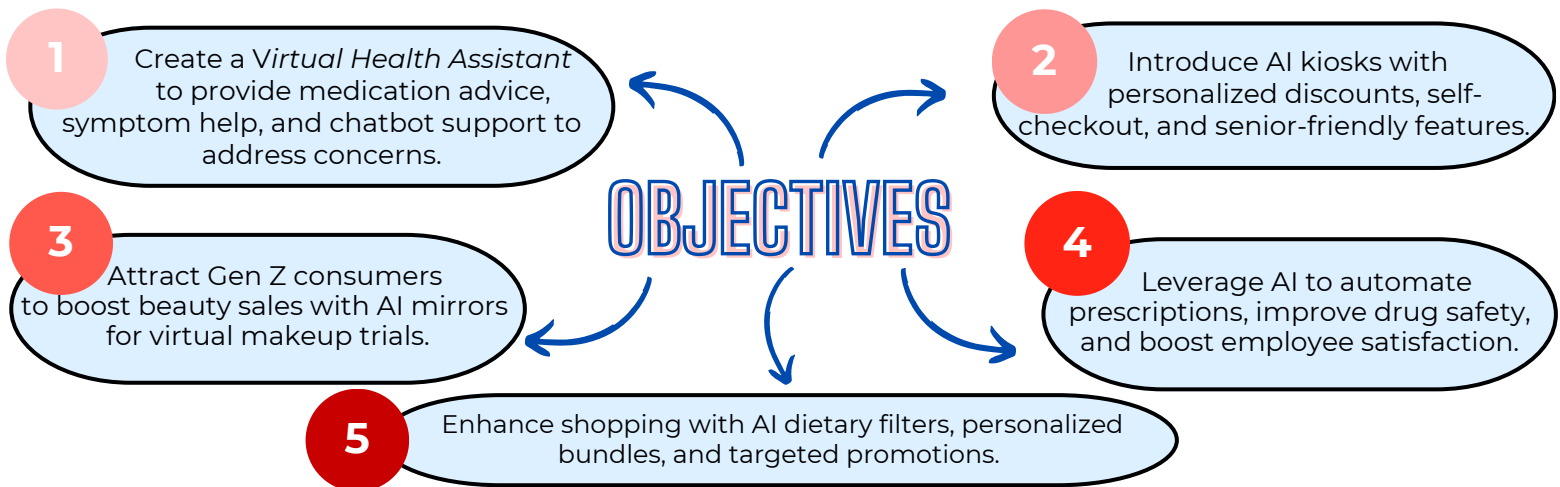 1
Create a Virtual Health Assistant
to provide medication advice,
symptom help, and chatbot support to
address concerns.
2
Introduce AI kiosks with
personalized discounts, self-
checkout, and senior-friendly features.
OBJECTIVES
3
Attract Gen Z consumers
to boost beauty sales with AI mirrors
for virtual makeup trials.
4
Leverage AI to automate
prescriptions, improve drug safety,
and boost employee satisfaction.
5
Enhance shopping with AI dietary filters, personalized
bundles, and targeted promotions.